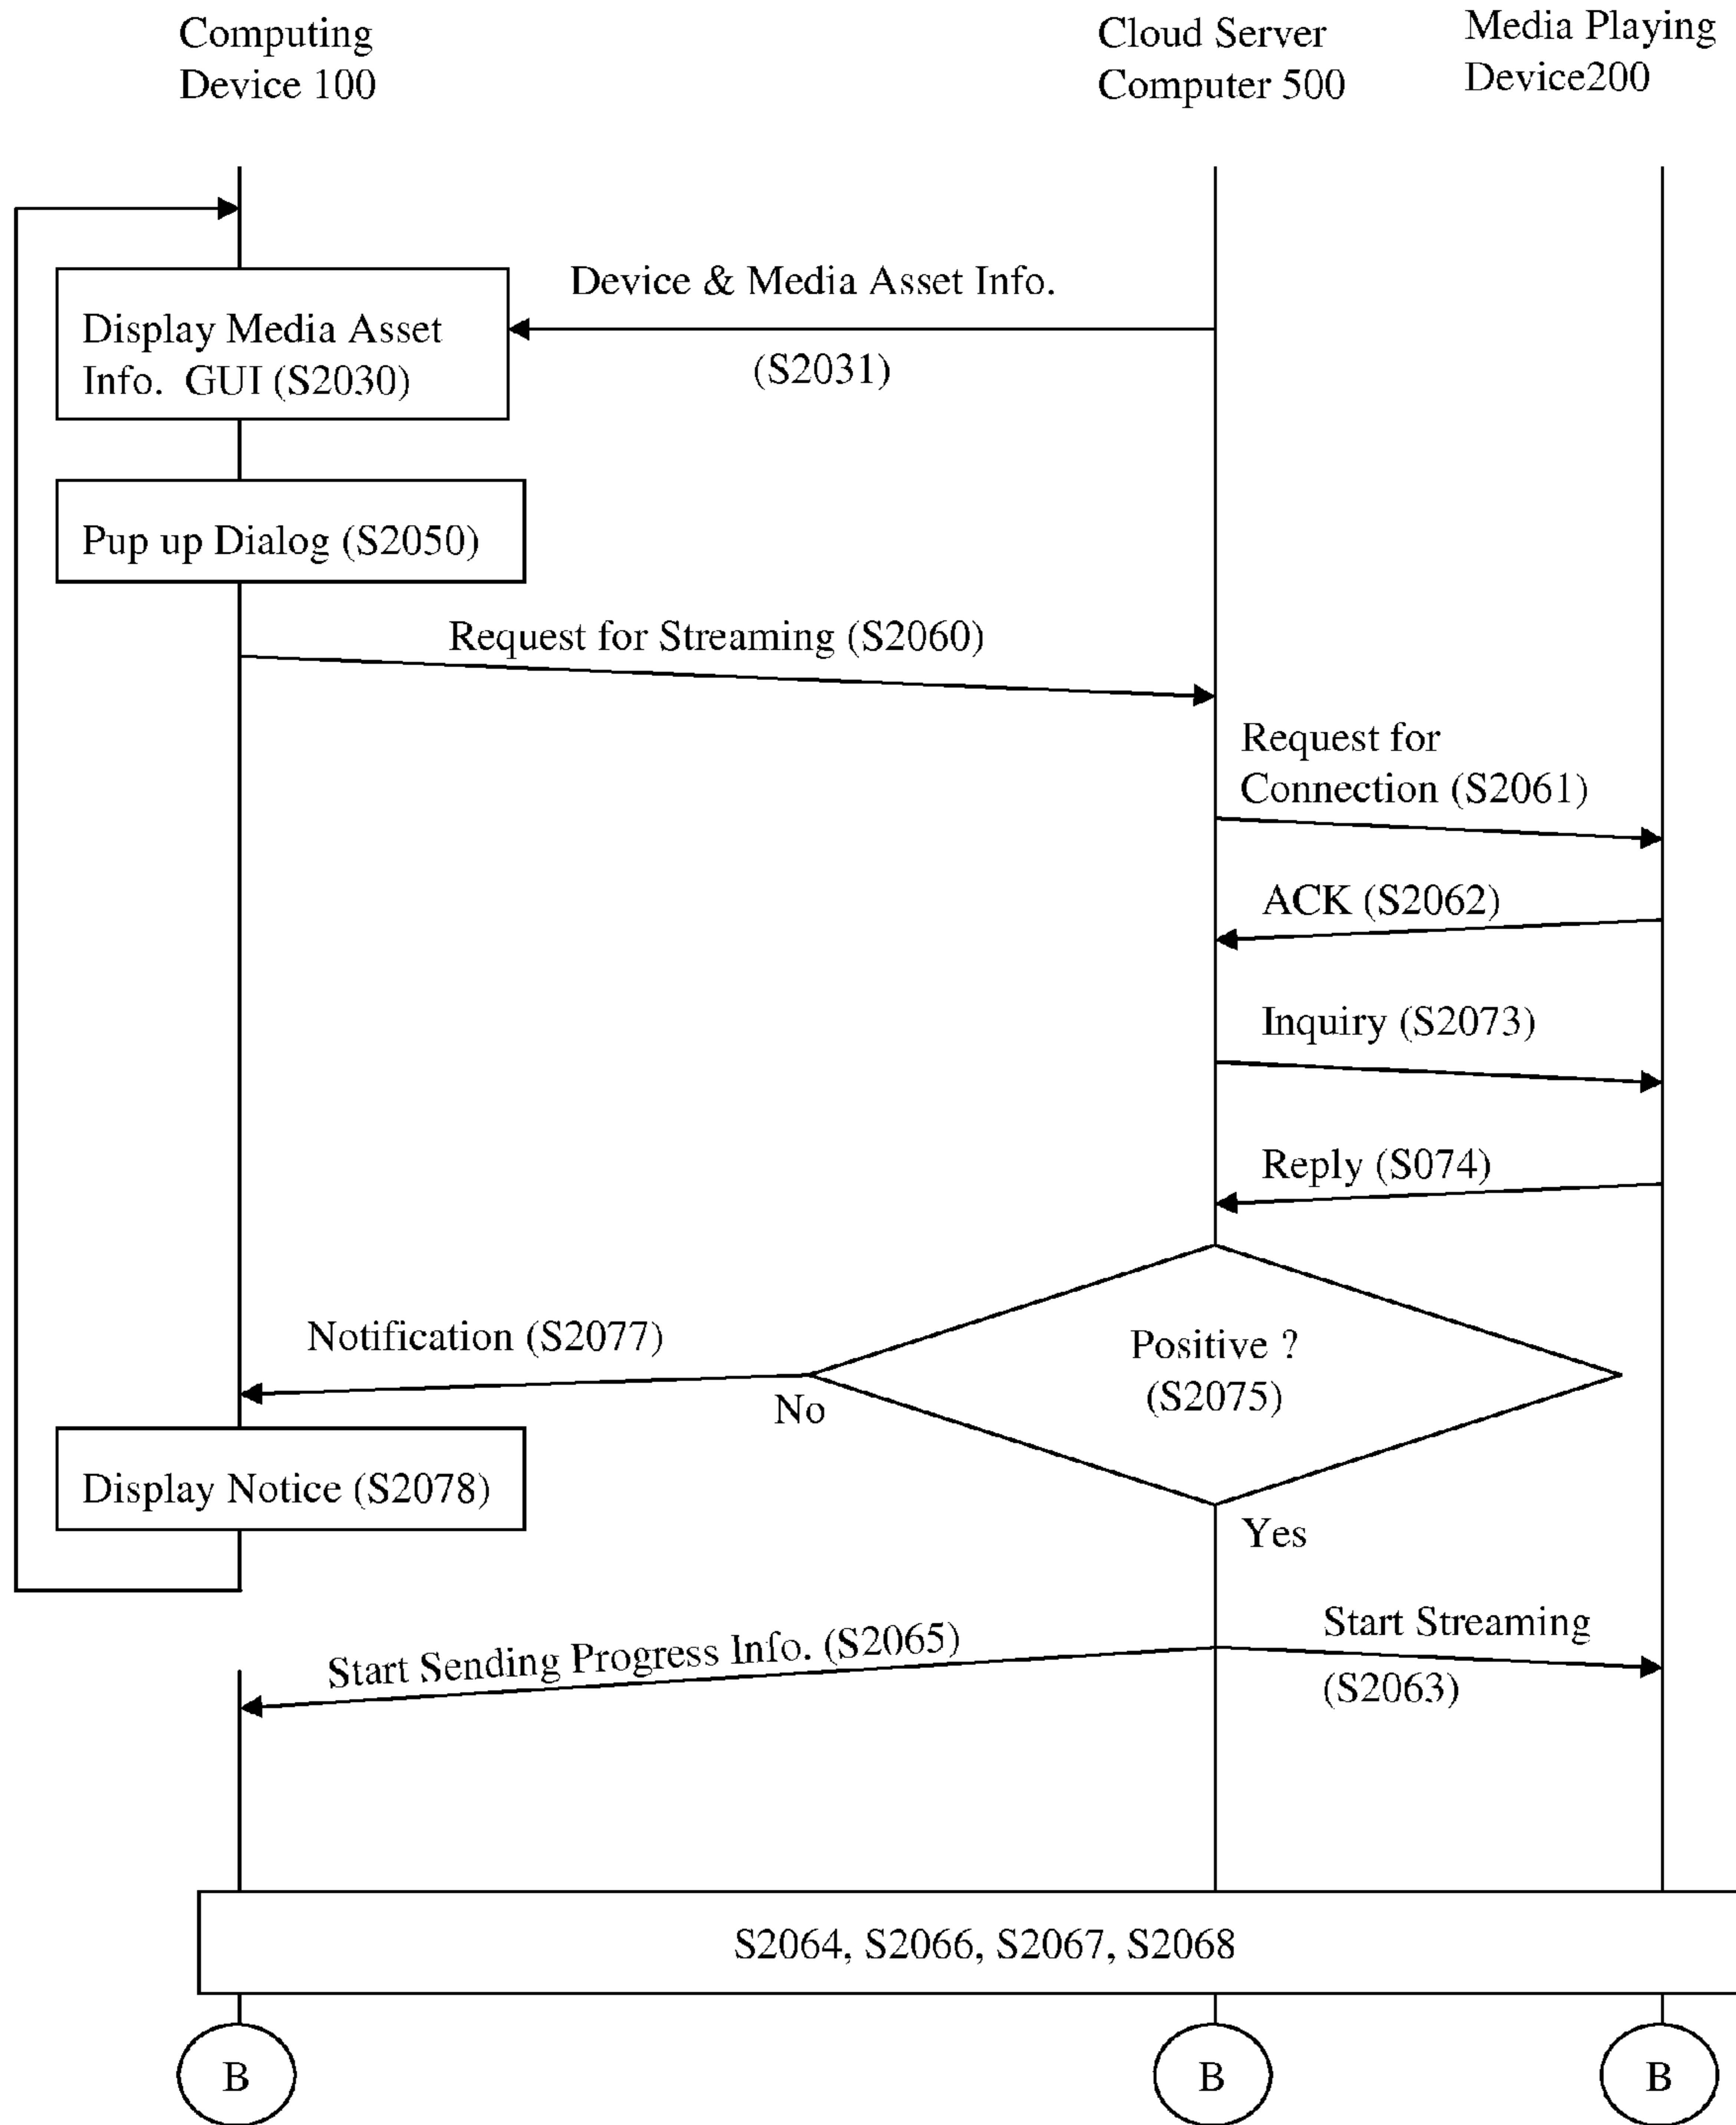 Computing
Device 100
Cloud Server
Computer 500
Media Playing
Device200
Device & Media Asset Info.
(S2031)
Display Media Asset
Info. GUI (S2030)
Pup up Dialog (S2050)
Request for Streaming (S2060)
Request for
Connection (S2061)
ACK (S2062)
Inquiry (S2073)
Reply (S074)
Positive ?
(S2075)
Notification (S2077)
No
Display Notice (S2078)
Yes
Start Sending Progress Info. (S2065)
Start Streaming
(S2063)
S2064, S2066, S2067, S2068
B
B
B